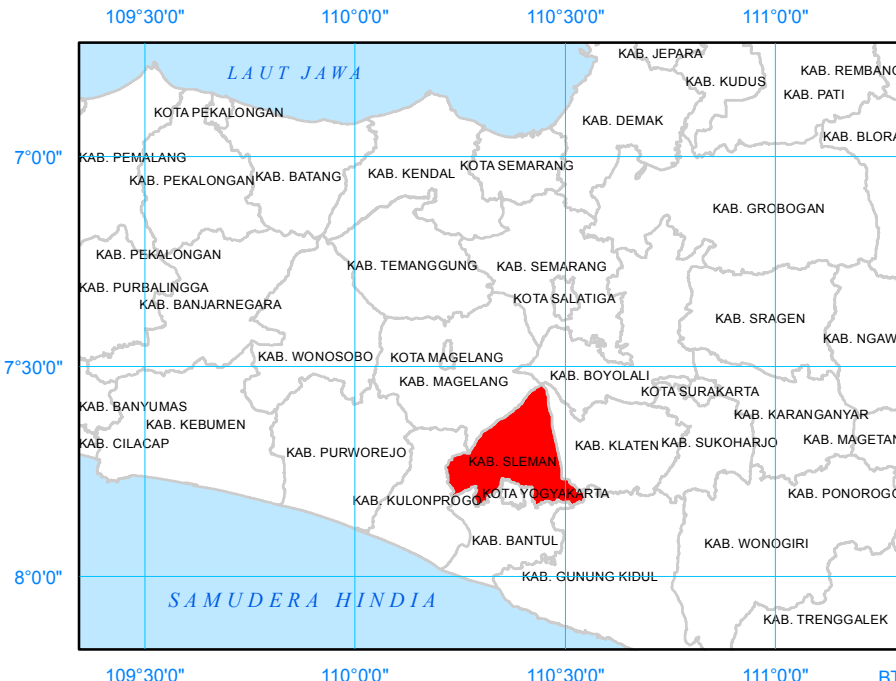 109°30'0" 110°0'0" 110°30'0" 111°0'0"
KAB. JEPARA
LAUT JAWA
KAB. REMBANG
KAB. KUDUS
KAB. PATI
KOTA PEKALONGAN
KAB. DEMAK
KAB. BLORA
7°0'0"
KAB. PEMALANG
KOTA SEMARANG
KAB. KENDAL
KAB. BATANG
KAB. PEKALONGAN
KAB. GROBOGAN
KAB. PEKALONGAN
KAB. TEMANGGUNG
KAB. SEMARANG
KAB. PURBALINGGA
KOTA SALATIGA
KAB. BANJARNEGARA
KAB. SRAGEN
KAB. NGAW
KAB. WONOSOBO
KOTA MAGELANG
7°30'0"
KAB. BOYOLALI
KAB. MAGELANG
KOTA SURAKARTA
KAB. BANYUMAS
KAB. KARANGANYAR
KAB. KEBUMEN
KAB. CILACAP
KAB. KLATEN
KAB. SUKOHARJO
KAB. MAGETAN
KAB. PURWOREJO
KAB. SLEMAN
KOTA YOGYAKARTA
KAB. PONOROGO
KAB. KULONPROGO
KAB. BANTUL
KAB. WONOGIRI
8°0'0"
KAB. GUNUNG KIDUL
SAMUDERA HINDIA
KAB. TRENGGALEK
109°30'0" 110°0'0" 110°30'0" 111°0'0" BT